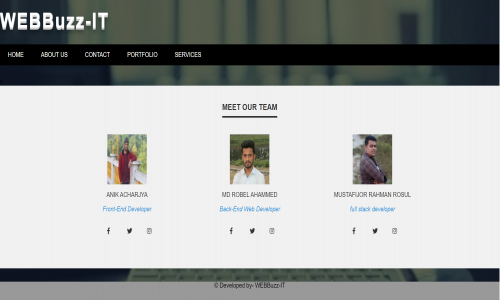 WEBBuzz-IT
HOME ABOUT US CONTACT PORTFOLIO SERVICES
MEET OUR TEAM
ANIK ACHARJYA MD ROBEL AHAMMED MUSTAFIJOR RAHMAN ROSUL
Front-End Developer Back-End Web Developer full stack developer
© Developed by- WEBBuzz-IT